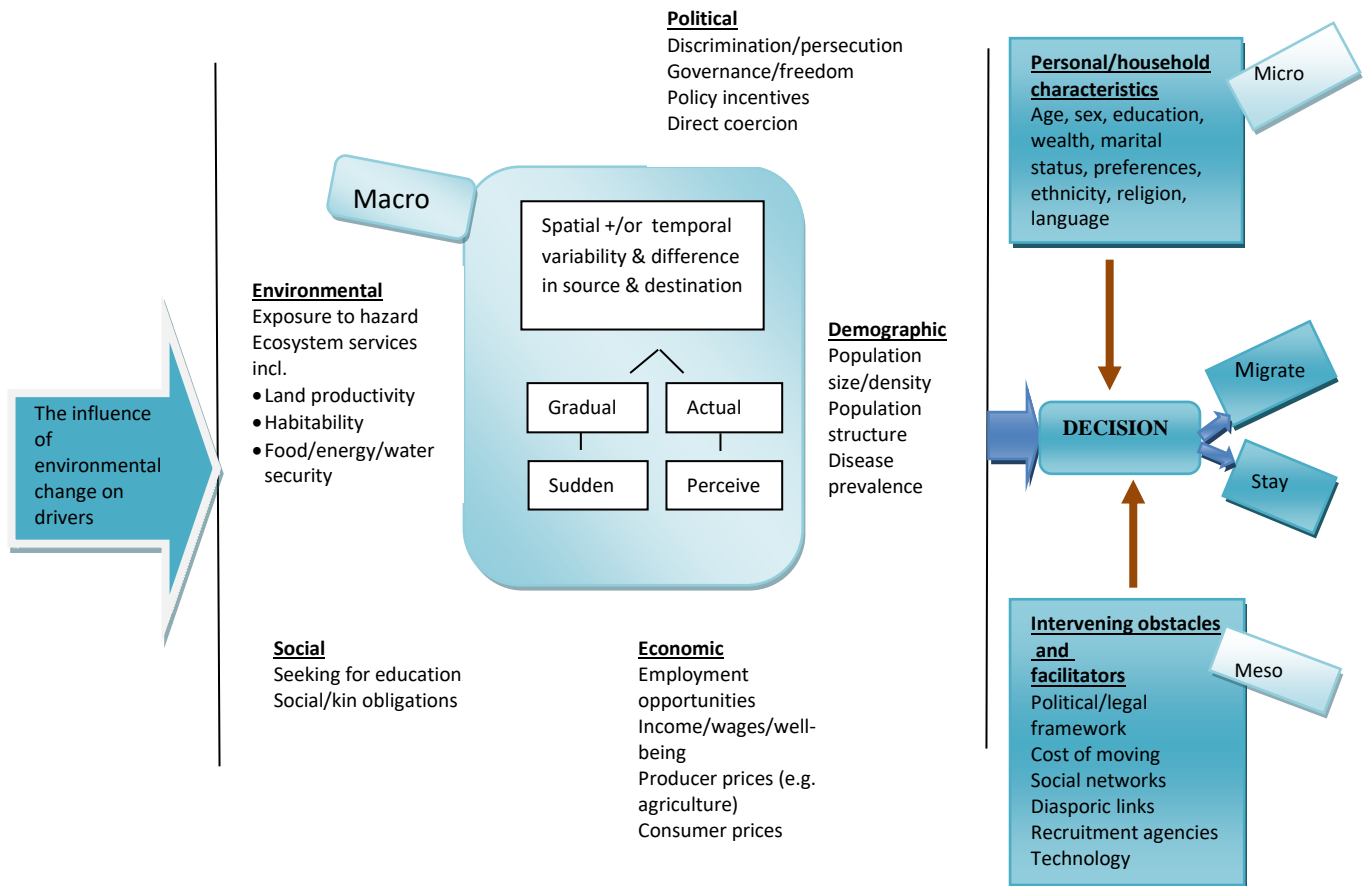 The influence
of
environmental
change on
drivers
Political
Discrimination/persecution
Governance/freedom
Policy incentives
Direct coercion
Macro
Spatial +/or temporal
variability & difference
in source & destination
Gradual
Actual
Sudden
Perceive
Environmental
Exposure to hazard
Ecosystem services
incl.
• Land productivity
• Habitability
• Food/energy/water
security
Demographic
Population
size/density
Population
structure
Disease
prevalence
Social
Seeking for education
Social/kin obligations
Economic
Employment
opportunities
Income/wages/well-
being
Producer prices (e.g.
agriculture)
Consumer prices
Personal/household
characteristics
Age, sex, education,
wealth, marital
status, preferences,
ethnicity, religion,
language
Micro
DECISION
Migrate
Stay
Intervening obstacles
and
facilitators
Political/legal
framework
Cost of moving
Social networks
Diasporic links
Recruitment agencies
Technology
Meso